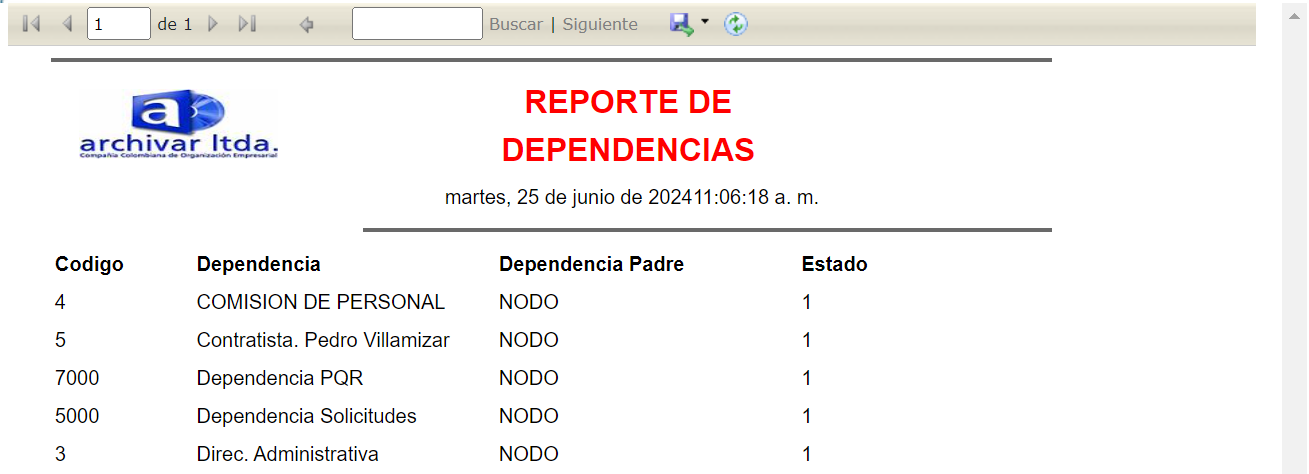 1 de 1 Buscar | Siguiente
a
archivar ltda.
Compañía Colombiana de Organización Empresarial
REPORTE DE
DEPENDENCIAS
martes, 25 de junio de 202411:06:18 a. m.
Codigo Dependencia Dependencia Padre Estado
4 COMISION DE PERSONAL NODO 1
5 Contratista. Pedro Villamizar NODO 1
7000 Dependencia PQR NODO 1
5000 Dependencia Solicitudes NODO 1
3 Direc. Administrativa NODO 1